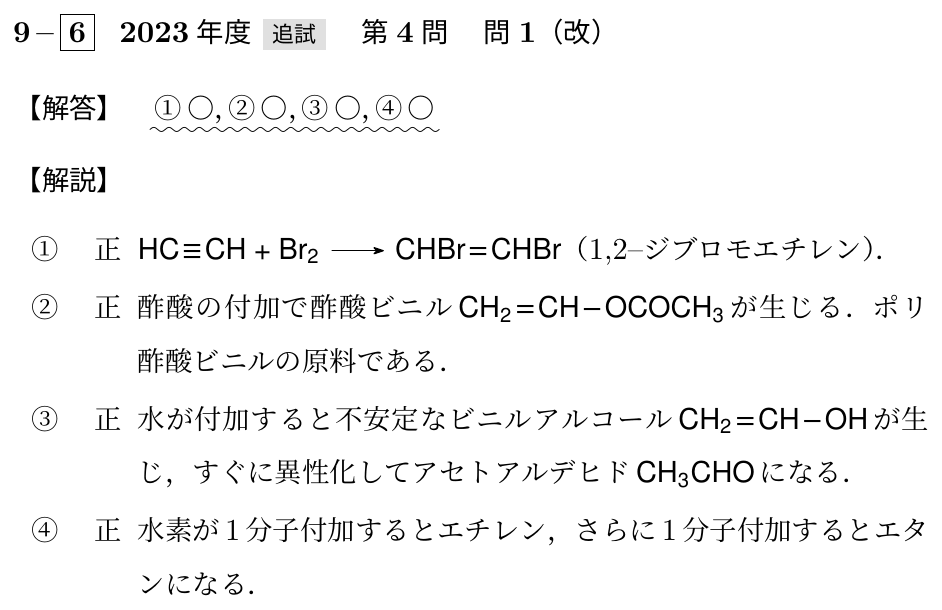 9–6 2023 年度 追試 第 4 問 問 1（改）
【解答】 ① ○, ② ○, ③ ○, ④ ○
【解説】
① 正 HC≡CH + Br₂ ⟶ CHBr=CHBr（1,2–ジブロモエチレン）.
② 正 酢酸の付加で酢酸ビニル CH₂=CH−OCOCH₃ が生じる．ポリ
酢酸ビニルの原料である．
③ 正 水が付加すると不安定なビニルアルコール CH₂=CH−OH が生
じ，すぐに異性化してアセトアルデヒド CH₃CHO になる．
④ 正 水素が 1 分子付加するとエチレン，さらに 1 分子付加するとエタ
ンになる．